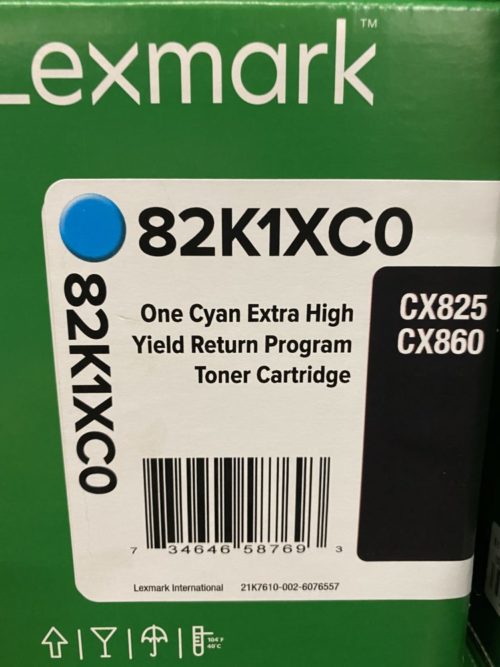 Lexmark™
82K1XC0
82K1XC0
One Cyan Extra High
Yield Return Program
Toner Cartridge
CX825
CX860
7 34646 58769 3
Lexmark International 21K7610-002-6076557
104°F
40°C